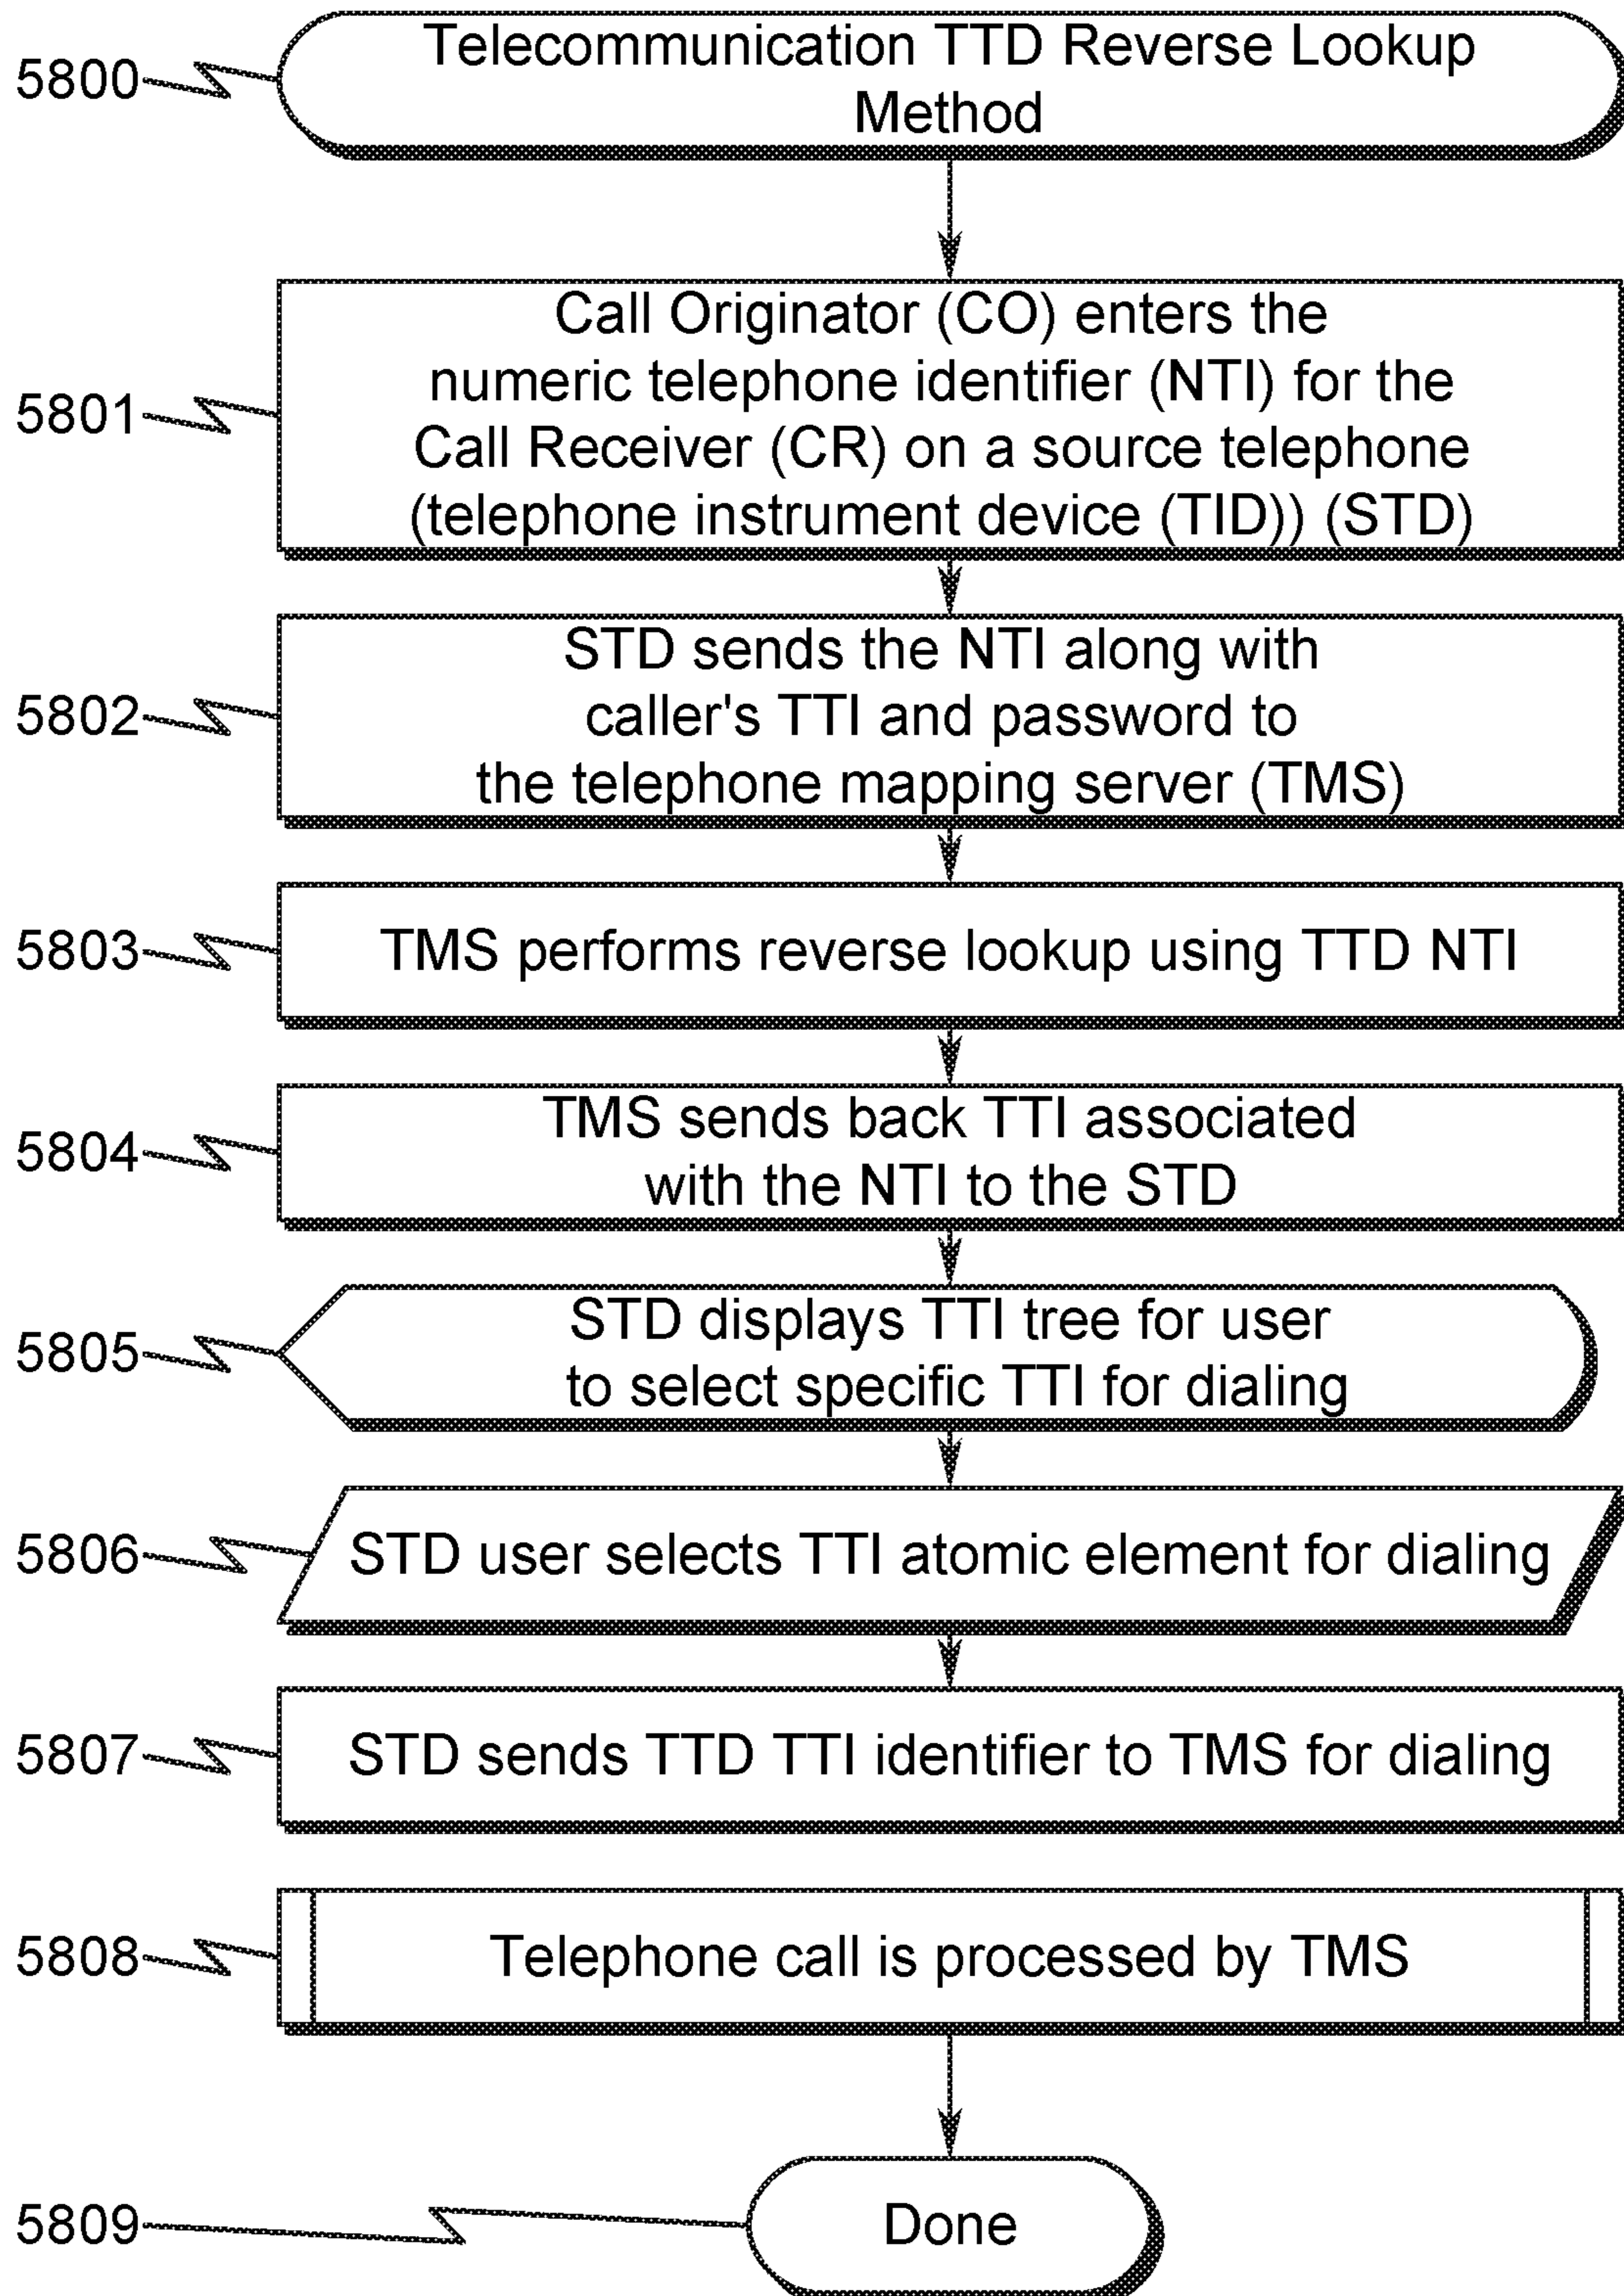 5800
Telecommunication TTD Reverse Lookup
Method
5801
Call Originator (CO) enters the
numeric telephone identifier (NTI) for the
Call Receiver (CR) on a source telephone
(telephone instrument device (TID)) (STD)
5802
STD sends the NTI along with
caller's TTI and password to
the telephone mapping server (TMS)
5803
TMS performs reverse lookup using TTD NTI
5804
TMS sends back TTI associated
with the NTI to the STD
5805
STD displays TTI tree for user
to select specific TTI for dialing
5806
STD user selects TTI atomic element for dialing
5807
STD sends TTD TTI identifier to TMS for dialing
5808
Telephone call is processed by TMS
5809
Done